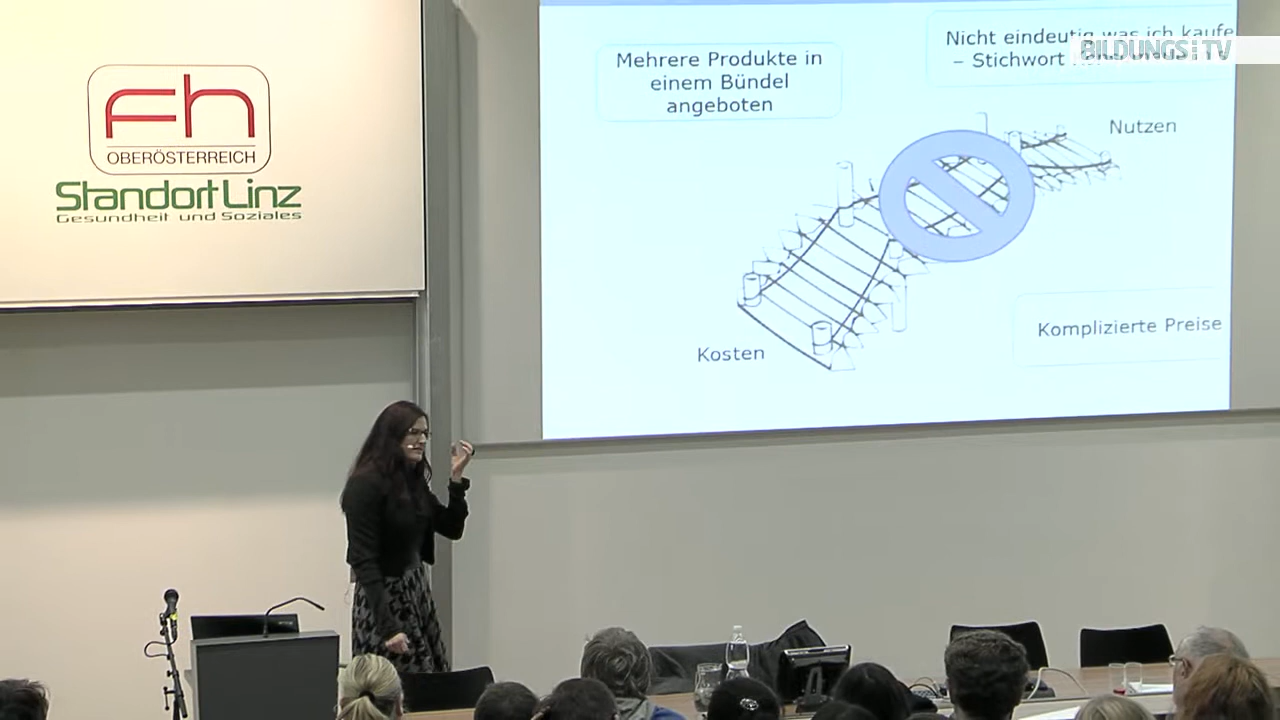 fh
OBERÖSTERREICH
Standort Linz
Gesundheit und Soziales
Mehrere Produkte in
einem Bündel
angeboten
Nicht eindeutig was ich kaufe
– Stichwort
BILDUNGS TV
Nutzen
Kosten
Komplizierte Preise